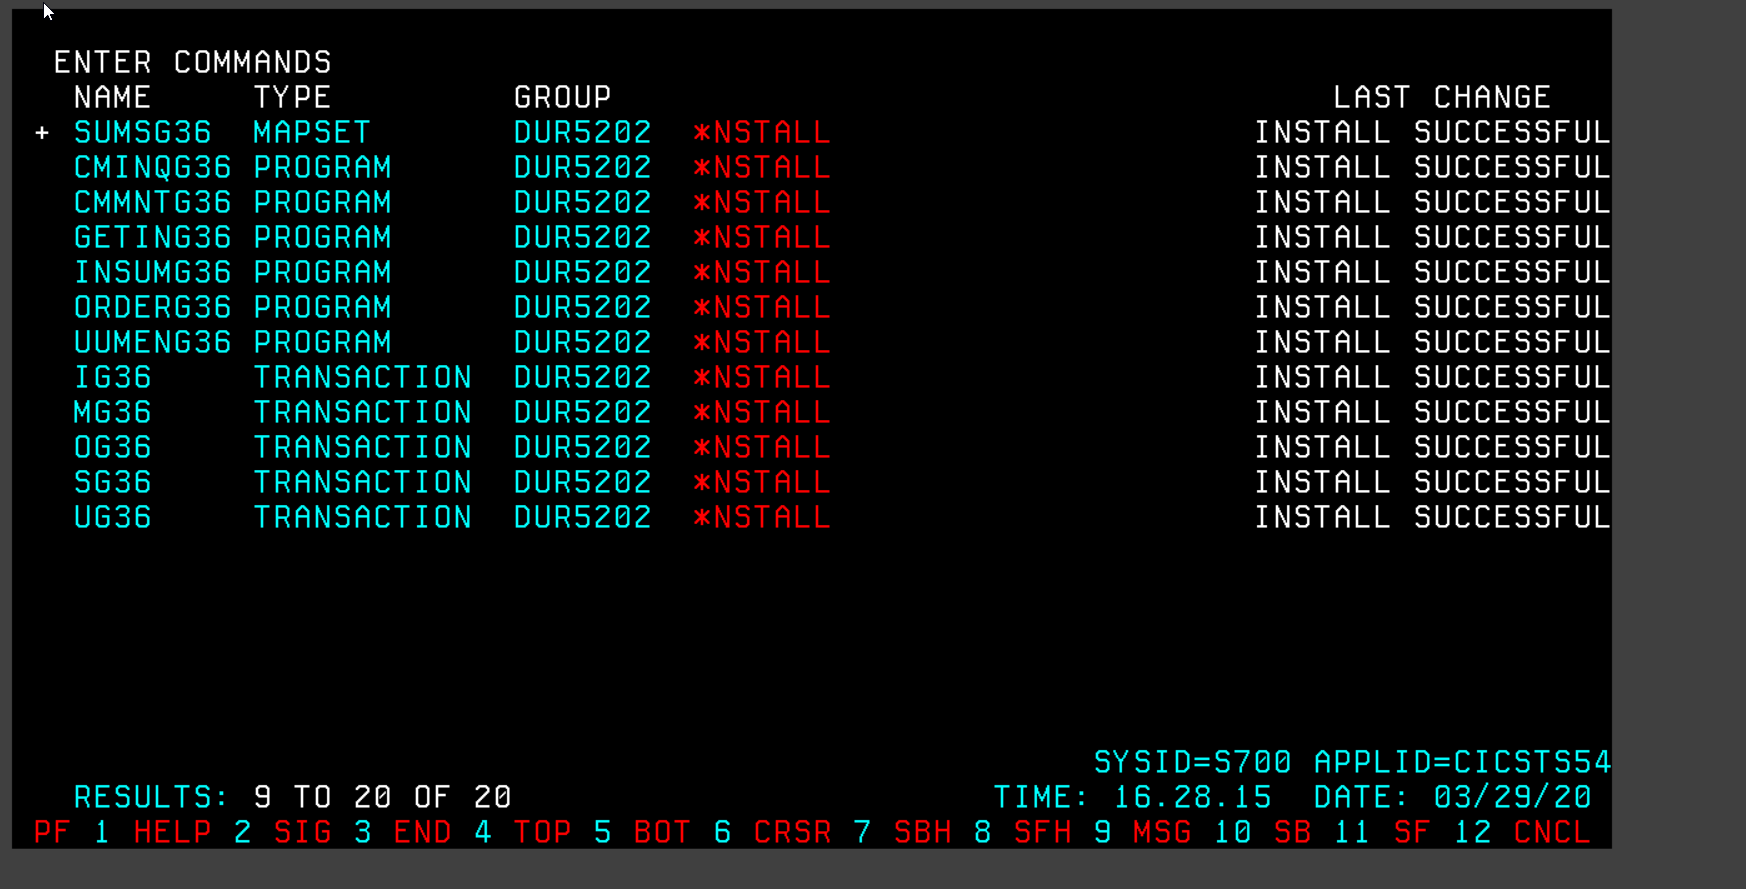 ENTER COMMANDS
NAME TYPE GROUP LAST CHANGE
+ SUMSG36 MAPSET DUR5202 *NSTALL INSTALL SUCCESSFUL
CMINQG36 PROGRAM DUR5202 *NSTALL INSTALL SUCCESSFUL
CMMNTG36 PROGRAM DUR5202 *NSTALL INSTALL SUCCESSFUL
GETING36 PROGRAM DUR5202 *NSTALL INSTALL SUCCESSFUL
INSUMG36 PROGRAM DUR5202 *NSTALL INSTALL SUCCESSFUL
ORDERG36 PROGRAM DUR5202 *NSTALL INSTALL SUCCESSFUL
UUMENG36 PROGRAM DUR5202 *NSTALL INSTALL SUCCESSFUL
IG36 TRANSACTION DUR5202 *NSTALL INSTALL SUCCESSFUL
MG36 TRANSACTION DUR5202 *NSTALL INSTALL SUCCESSFUL
OG36 TRANSACTION DUR5202 *NSTALL INSTALL SUCCESSFUL
SG36 TRANSACTION DUR5202 *NSTALL INSTALL SUCCESSFUL
UG36 TRANSACTION DUR5202 *NSTALL INSTALL SUCCESSFUL
SYSID=S700 APPLID=CICSTS54
RESULTS: 9 TO 20 OF 20 TIME: 16.28.15 DATE: 03/29/20
PF 1 HELP 2 SIG 3 END 4 TOP 5 BOT 6 CRSR 7 SBH 8 SFH 9 MSG 10 SB 11 SF 12 CNCL